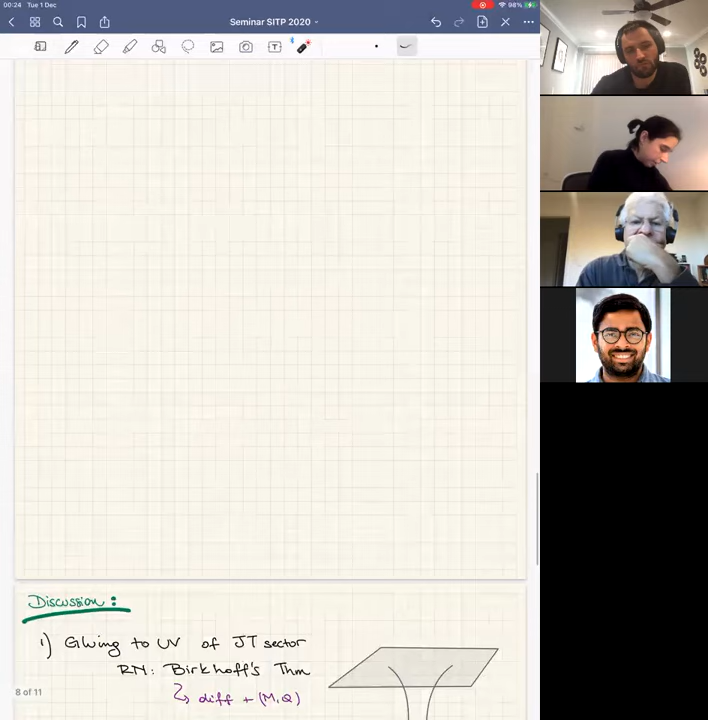 00:24 Tue 1 Dec
98%
Seminar SITP 2020
Discussion:
1) Gluing to UV of JT sector
RN: Birkhoff's Thm
↳ diff + (M,Q)
8 of 11